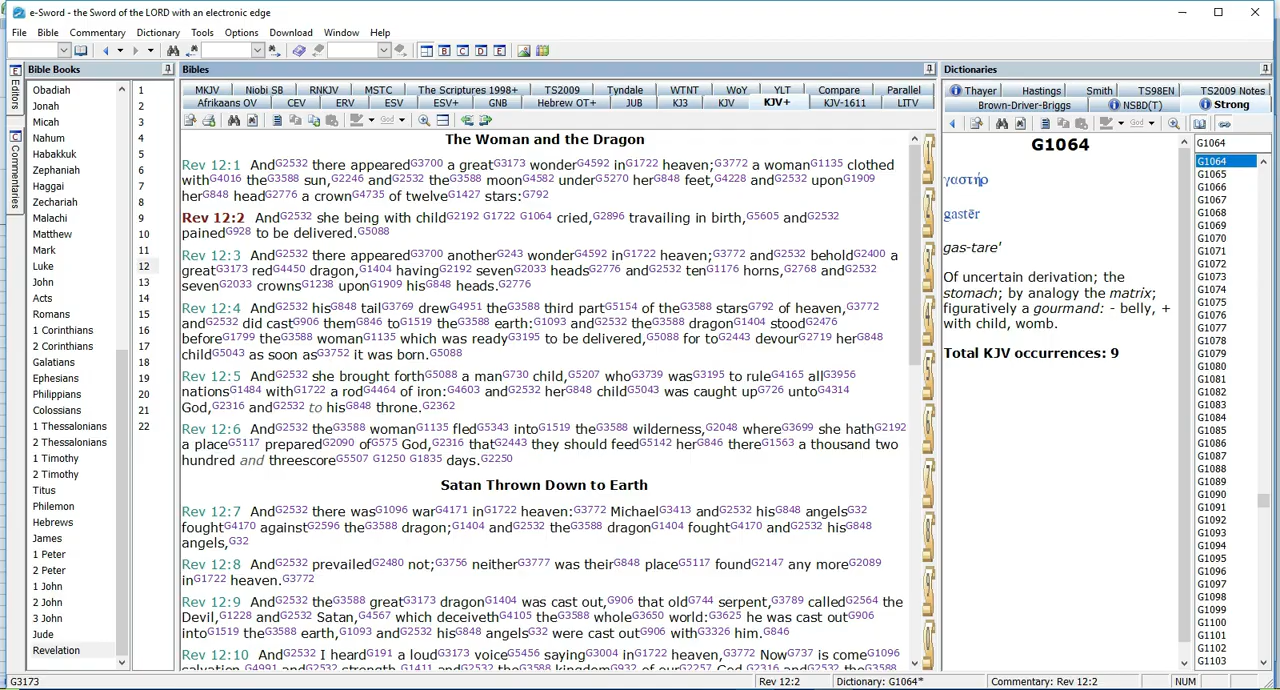 e-Sword - the Sword of the LORD with an electronic edge
File Bible Commentary Dictionary Tools Options Download Window Help
B C D E
E Editors
C Commentaries
Bible Books
Obadiah
Jonah
Micah
Nahum
Habakkuk
Zephaniah
Haggai
Zechariah
Malachi
Matthew
Mark
Luke
John
Acts
Romans
1 Corinthians
2 Corinthians
Galatians
Ephesians
Philippians
Colossians
1 Thessalonians
2 Thessalonians
1 Timothy
2 Timothy
Titus
Philemon
Hebrews
James
1 Peter
2 Peter
1 John
2 John
3 John
Jude
Revelation
1
2
3
4
5
6
7
8
9
10
11
12
13
14
15
16
17
18
19
20
21
22
Bibles
MKJV Niobi SB RNKJV MSTC The Scriptures 1998+ TS2009 Tyndale WTNT WoY YLT Compare Parallel
Afrikaans OV CEV ERV ESV ESV+ GNB Hebrew OT+ JUB KJ3 KJV KJV+ KJV-1611 LITV
The Woman and the Dragon
Rev 12:1 AndG2532 there appearedG3700 a greatG3173 wonderG4592 inG1722 heaven;G3772 a womanG1135 clothed
withG4016 theG3588 sun,G2246 andG2532 theG3588 moonG4582 underG5270 herG848 feet,G4228 andG2532 uponG1909
herG848 headG2776 a crownG4735 of twelveG1427 stars:G792
Rev 12:2 AndG2532 she being with childG2192 G1722 G1064 cried,G2896 travailing in birth,G5605 andG2532
painedG928 to be delivered.G5088
Rev 12:3 AndG2532 there appearedG3700 anotherG243 wonderG4592 inG1722 heaven;G3772 andG2532 beholdG2400 a
greatG3173 redG4450 dragon,G1404 havingG2192 sevenG2033 headsG2776 andG2532 tenG1176 horns,G2768 andG2532
sevenG2033 crownsG1238 uponG1909 hisG848 heads.G2776
Rev 12:4 AndG2532 hisG848 tailG3769 drewG4951 theG3588 third partG5154 of theG3588 starsG792 of heaven,G3772
andG2532 did castG906 themG846 toG1519 theG3588 earth:G1093 andG2532 theG3588 dragonG1404 stoodG2476
beforeG1799 theG3588 womanG1135 which was readyG3195 to be delivered,G5088 for toG2443 devourG2719 herG848
childG5043 as soon asG3752 it was born.G5088
Rev 12:5 AndG2532 she brought forthG5088 a manG730 child,G5207 whoG3739 wasG3195 to ruleG4165 allG3956
nationsG1484 withG1722 a rodG4464 of iron:G4603 andG2532 herG848 childG5043 was caught upG726 untoG4314
God,G2316 andG2532 to hisG848 throne.G2362
Rev 12:6 AndG2532 theG3588 womanG1135 fledG5343 intoG1519 theG3588 wilderness,G2048 whereG3699 she hathG2192
a placeG5117 preparedG2090 ofG575 God,G2316 thatG2443 they should feedG5142 herG846 thereG1563 a thousand two
hundred and threescoreG5507 G1250 G1835 days.G2250
Satan Thrown Down to Earth
Rev 12:7 AndG2532 there wasG1096 warG4171 inG1722 heaven:G3772 MichaelG3413 andG2532 hisG848 angelsG32
foughtG4170 againstG2596 theG3588 dragon;G1404 andG2532 theG3588 dragonG1404 foughtG4170 andG2532 hisG848
angels,G32
Rev 12:8 AndG2532 prevailedG2480 not;G3756 neitherG3777 was theirG848 placeG5117 foundG2147 any moreG2089
inG1722 heaven.G3772
Rev 12:9 AndG2532 theG3588 greatG3173 dragonG1404 was cast out,G906 that oldG744 serpent,G3789 calledG2564 the
Devil,G1228 andG2532 Satan,G4567 which deceivethG4105 theG3588 wholeG3650 world:G3625 he was cast outG906
intoG1519 theG3588 earth,G1093 andG2532 hisG848 angelsG32 were cast outG906 withG3326 him.G846
Rev 12:10 AndG2532 I heardG191 a loudG3173 voiceG5456 sayingG3004 inG1722 heaven,G3772 NowG737 is comeG1096
salvation,G4991 andG2532 strength,G1411 andG2532 theG3588 kingdomG932 of ourG2257 God,G2316 andG2532 theG3588
Dictionaries
Thayer Hastings Smith TS98EN TS2009 Notes
Brown-Driver-Briggs NSBD(T) Strong
G1064
γαστήρ
gastēr
gas-tare'
Of uncertain derivation; the
stomach; by analogy the matrix;
figuratively a gourmand: - belly, +
with child, womb.
Total KJV occurrences: 9
G1064
G1064
G1065
G1066
G1067
G1068
G1069
G1070
G1071
G1072
G1073
G1074
G1075
G1076
G1077
G1078
G1079
G1080
G1081
G1082
G1083
G1084
G1085
G1086
G1087
G1088
G1089
G1090
G1091
G1092
G1093
G1094
G1095
G1096
G1097
G1098
G1099
G1100
G1101
G1102
G1103
G3173 Rev 12:2 Dictionary: G1064* Commentary: Rev 12:2 NUM